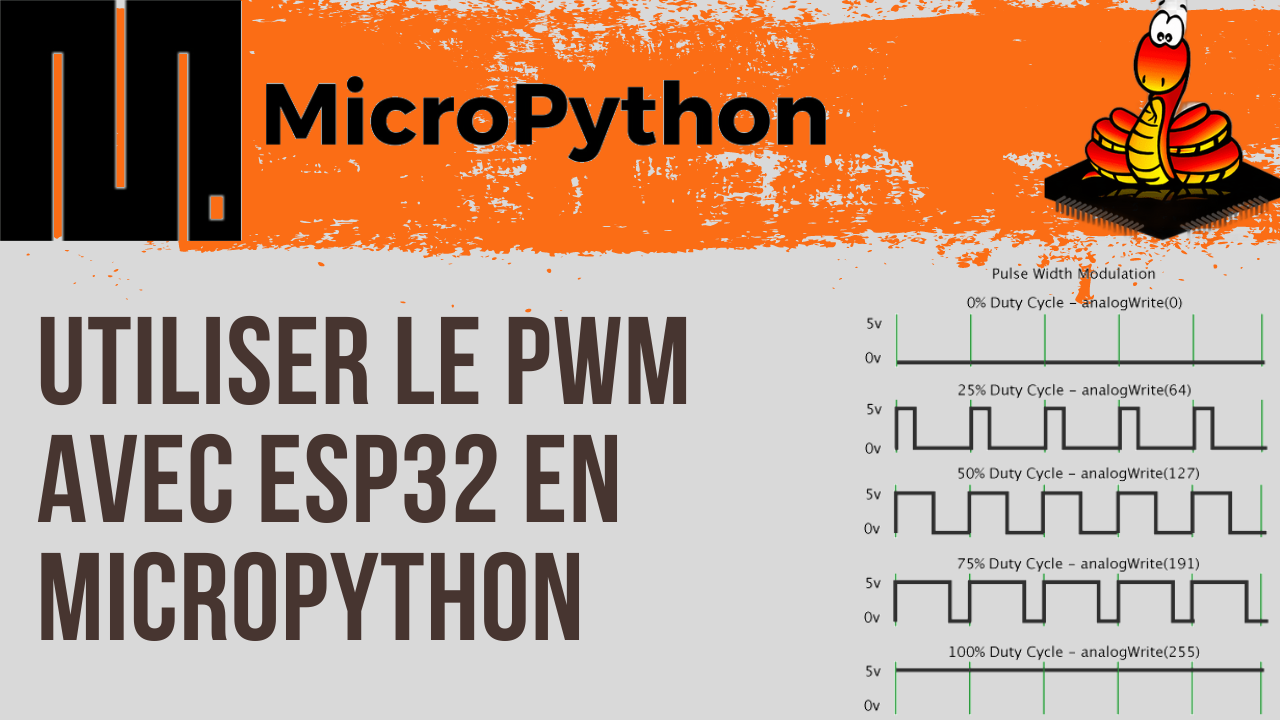 MicroPython
UTILISER LE PWM
AVEC ESP32 EN
MICROPYTHON
Pulse Width Modulation
0% Duty Cycle – analogWrite(0)
5v
0v
25% Duty Cycle – analogWrite(64)
5v
0v
50% Duty Cycle – analogWrite(127)
5v
0v
75% Duty Cycle – analogWrite(191)
5v
0v
100% Duty Cycle – analogWrite(255)
5v
0v